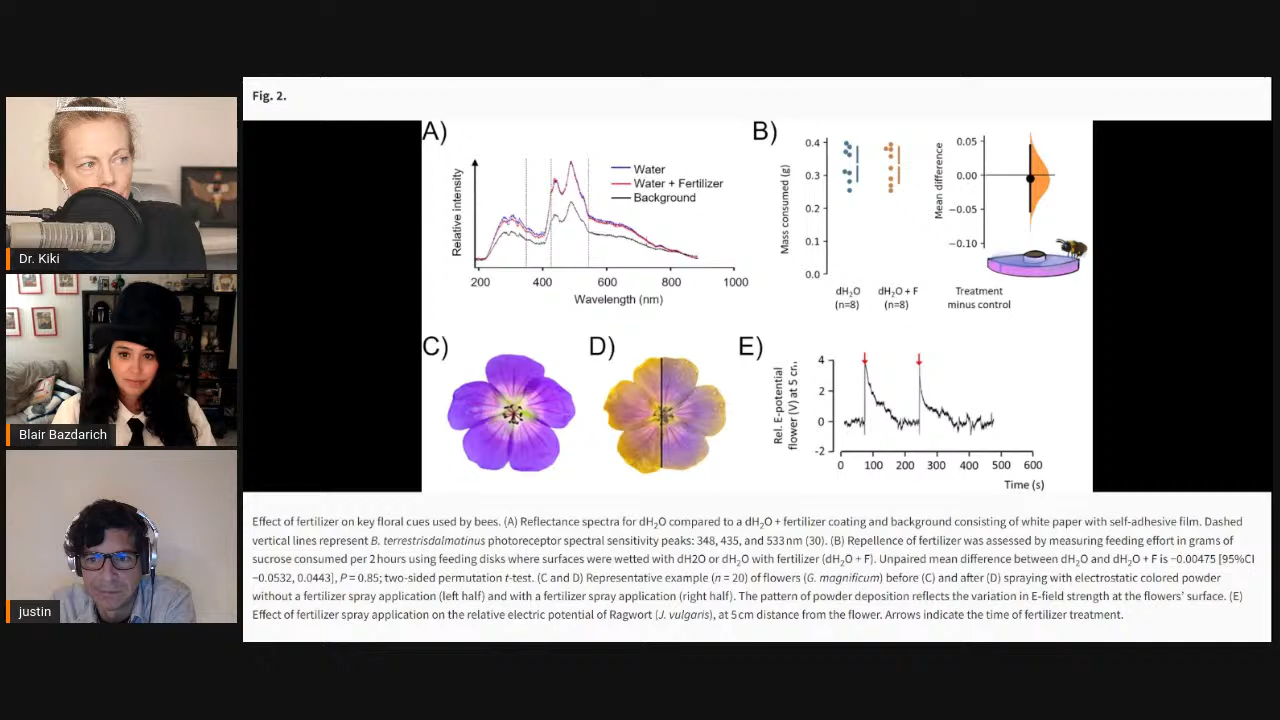 Fig. 2.
A)
Relative intensity
Water
Water + Fertilizer
Background
200 400 600 800 1000
Wavelength (nm)
B)
Mass consumed (g)
0.4
0.3
0.2
0.1
0.0
dH2O
(n=8)
dH2O + F
(n=8)
Mean difference
0.05
0.00
−0.05
−0.10
Treatment
minus control
C)
D)
E)
Rel. E-potential
flower (V) at 5 cm
4
2
0
-2
0 100 200 300 400 500 600
Time (s)
Effect of fertilizer on key floral cues used by bees. (A) Reflectance spectra for dH2O compared to a dH2O + fertilizer coating and background consisting of white paper with self-adhesive film. Dashed
vertical lines represent B. terrestrisdalmatinus photoreceptor spectral sensitivity peaks: 348, 435, and 533 nm (30). (B) Repellence of fertilizer was assessed by measuring feeding effort in grams of
sucrose consumed per 2 hours using feeding disks where surfaces were wetted with dH2O or dH2O with fertilizer (dH2O + F). Unpaired mean difference between dH2O and dH2O + F is −0.00475 [95%CI
−0.0532, 0.0443], P = 0.85; two-sided permutation t-test. (C and D) Representative example (n = 20) of flowers (G. magnificum) before (C) and after (D) spraying with electrostatic colored powder
without a fertilizer spray application (left half) and with a fertilizer spray application (right half). The pattern of powder deposition reflects the variation in E-field strength at the flowers' surface. (E)
Effect of fertilizer spray application on the relative electric potential of Ragwort (J. vulgaris), at 5 cm distance from the flower. Arrows indicate the time of fertilizer treatment.
Dr. Kiki
Blair Bazdarich
justin